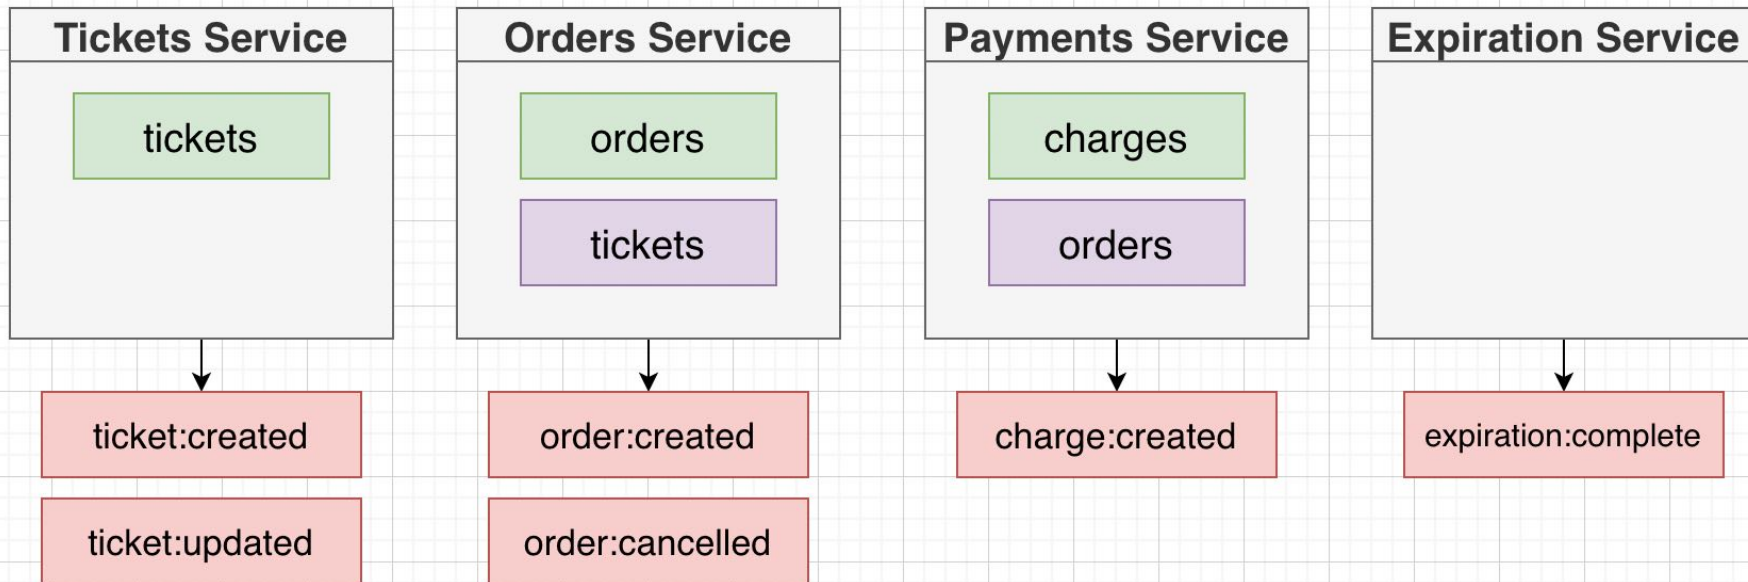 Tickets Service
Orders Service
Payments Service
Expiration Service
tickets
orders
charges
tickets
orders
ticket:created
order:created
charge:created
expiration:complete
ticket:updated
order:cancelled